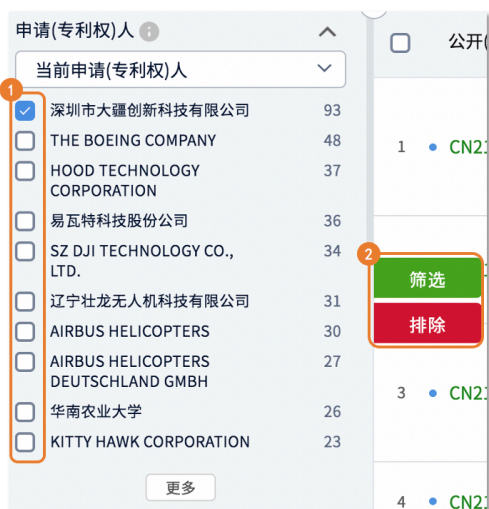 申请(专利权)人
当前申请(专利权)人
1
深圳市大疆创新科技有限公司 93
THE BOEING COMPANY 48
HOOD TECHNOLOGY 37
CORPORATION
易瓦特科技股份公司 36
SZ DJI TECHNOLOGY CO., 34
LTD.
辽宁壮龙无人机科技有限公司 31
AIRBUS HELICOPTERS 30
AIRBUS HELICOPTERS 27
DEUTSCHLAND GMBH
华南农业大学 26
KITTY HAWK CORPORATION 23
更多
公开(
1 CN21
2
筛选
排除
3 CN21
4 CN21